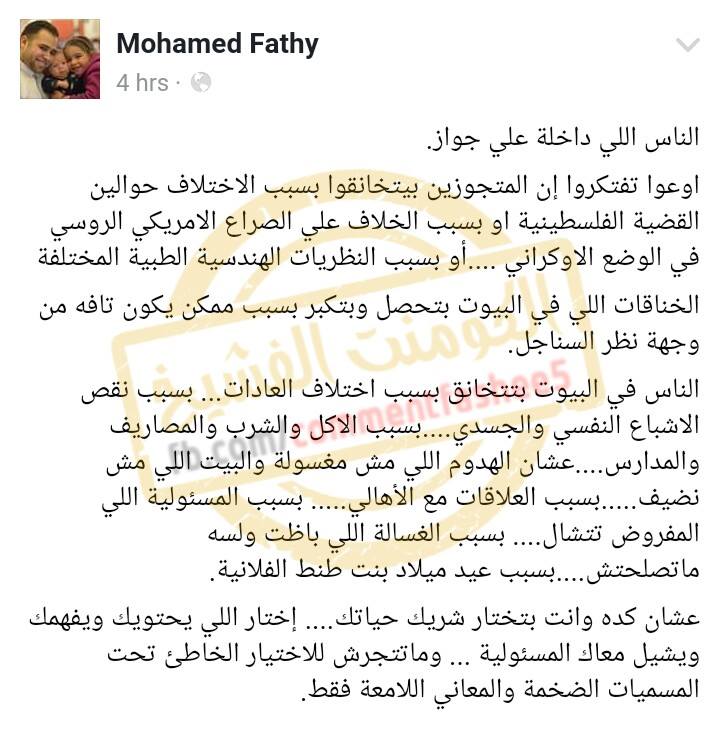 Mohamed Fathy
4 hrs ·
الناس اللي داخلة علي جواز.
اوعوا تفتكروا إن المتجوزين بيتخانقوا بسبب الاختلاف حوالين
القضية الفلسطينية او بسبب الخلاف علي الصراع الامريكي الروسي
في الوضع الاوكراني ....أو بسبب النظريات الهندسية الطبية المختلفة
الخناقات اللي في البيوت بتحصل وبتكبر بسبب ممكن يكون تافه من
وجهة نظر السناجل.
الناس في البيوت بتتخانق بسبب اختلاف العادات... بسبب نقص
الاشباع النفسي والجسدي....بسبب الاكل والشرب والمصاريف
والمدارس....عشان الهدوم اللي مش مغسولة والبيت اللي مش
نضيف.....بسبب العلاقات مع الأهالي..... بسبب المسئولية اللي
المفروض تتشال.... بسبب الغسالة اللي باظت ولسه
ماتصلحتش....بسبب عيد ميلاد بنت طنط الفلانية.
عشان كده وانت بتختار شريك حياتك.... إختار اللي يحتويك ويفهمك
ويشيل معاك المسئولية ... وماتتجرش للاختيار الخاطئ تحت
المسميات الضخمة والمعاني اللامعة فقط.
الكومنت الفشيخ
fb.com/commentfashee5